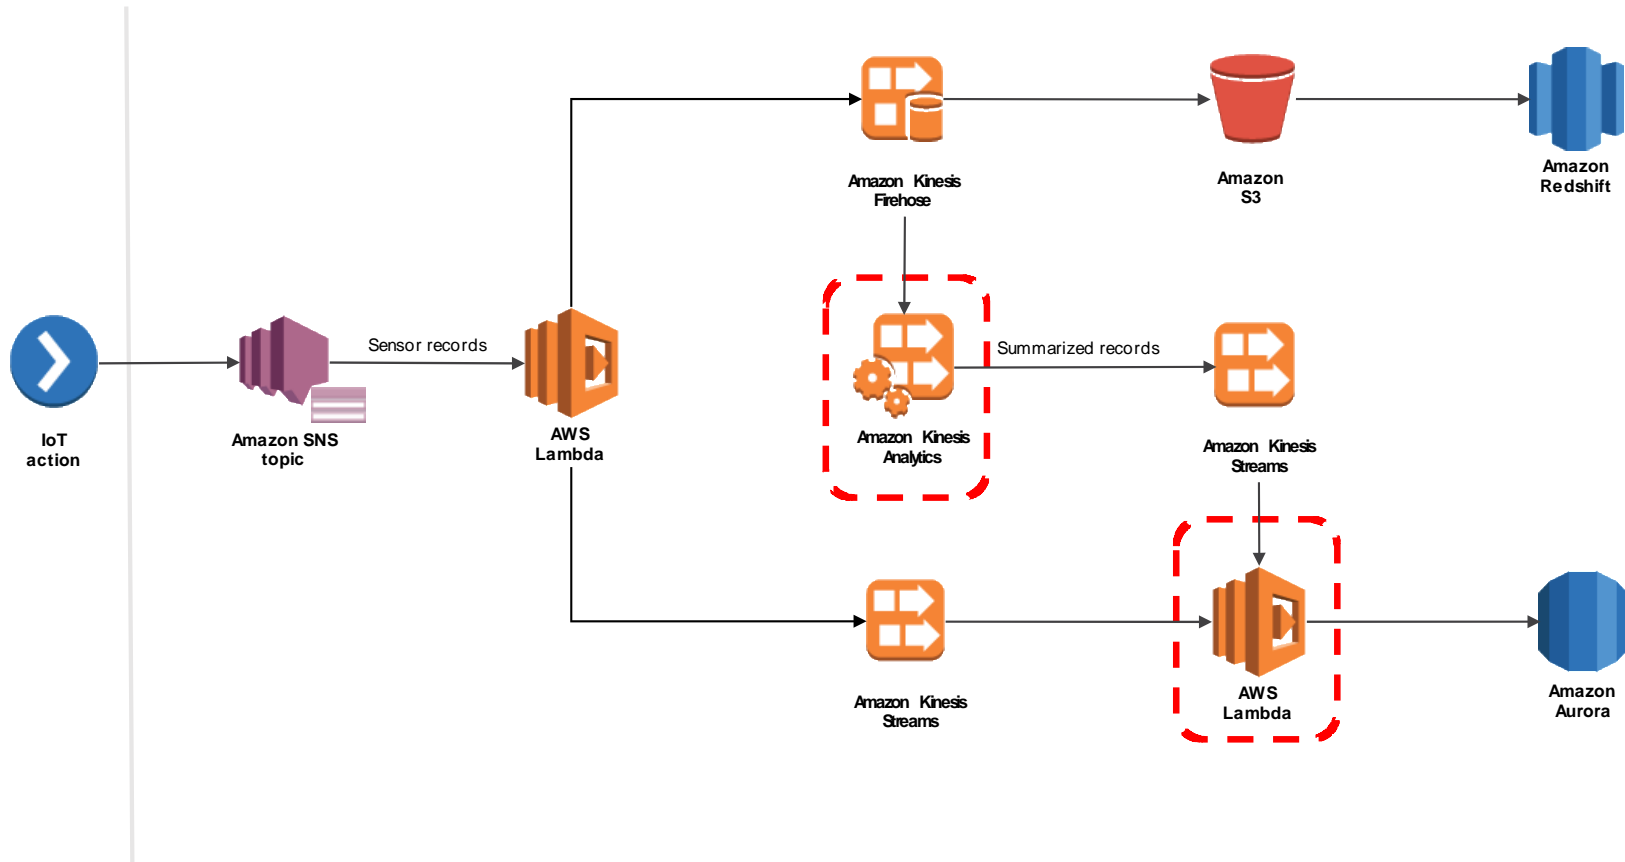 Amazon Kinesis
Firehose
Amazon
S3
Amazon
Redshift
IoT
action
Amazon SNS
topic
Sensor records
AWS
Lambda
Amazon Kinesis
Analytics
Summarized records
Amazon Kinesis
Streams
Amazon Kinesis
Streams
AWS
Lambda
Amazon
Aurora